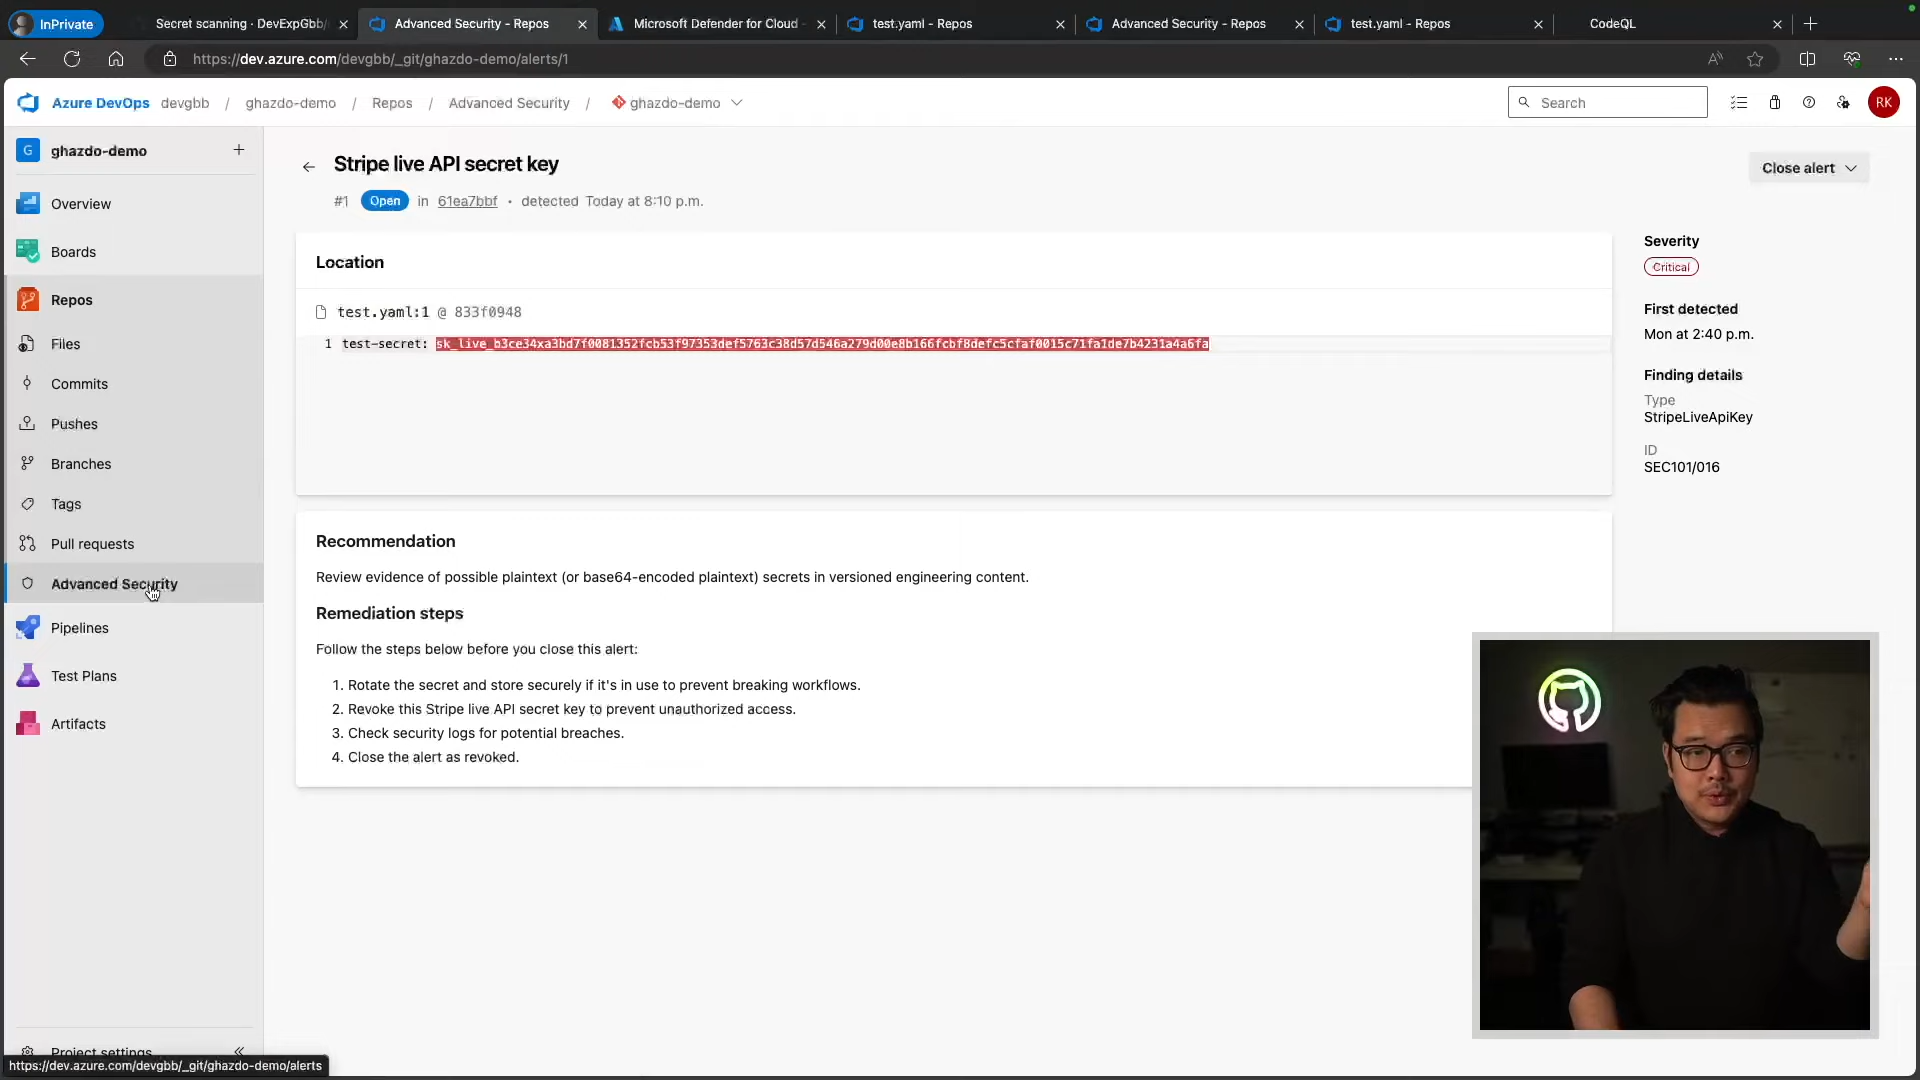 InPrivate
Secret scanning · DevExpGbb/
Advanced Security - Repos
Microsoft Defender for Cloud -
test.yaml - Repos
Advanced Security - Repos
test.yaml - Repos
CodeQL
https://dev.azure.com/devgbb/_git/ghazdo-demo/alerts/1
Azure DevOps devgbb / ghazdo-demo / Repos / Advanced Security / ghazdo-demo
Search
RK
G ghazdo-demo
Overview
Boards
Repos
Files
Commits
Pushes
Branches
Tags
Pull requests
Advanced Security
Pipelines
Test Plans
Artifacts
Project settings
https://dev.azure.com/devgbb/_git/ghazdo-demo/alerts
Stripe live API secret key
Close alert
#1 Open in 61ea7bbf · detected Today at 8:10 p.m.
Location
test.yaml:1 @ 833f0948
1 test-secret: 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
Recommendation
Review evidence of possible plaintext (or base64-encoded plaintext) secrets in versioned engineering content.
Remediation steps
Follow the steps below before you close this alert:
1. Rotate the secret and store securely if it's in use to prevent breaking workflows.
2. Revoke this Stripe live API secret key to prevent unauthorized access.
3. Check security logs for potential breaches.
4. Close the alert as revoked.
Severity
Critical
First detected
Mon at 2:40 p.m.
Finding details
Type
StripeLiveApiKey
ID
SEC101/016